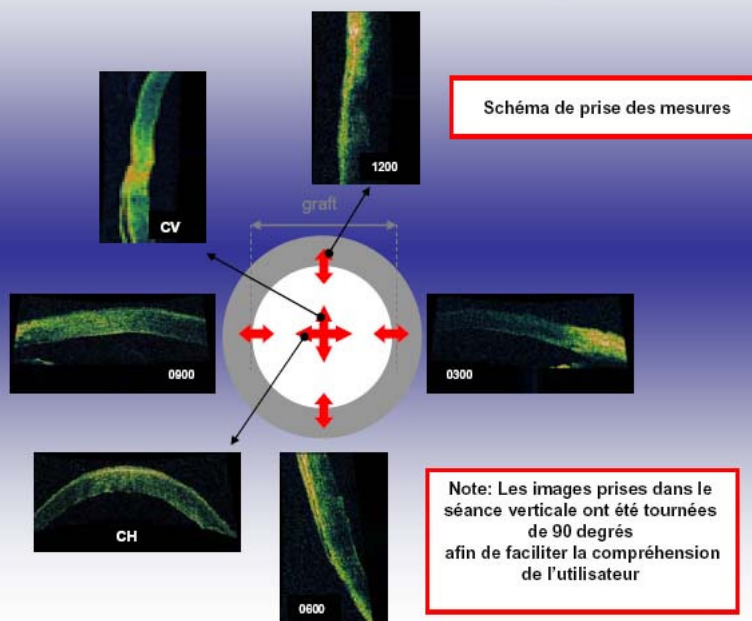 Schéma de prise des mesures
1200
CV
graft
0900
0300
CH
0600
Note: Les images prises dans le
séance verticale ont été tournées
de 90 degrés
afin de faciliter la compréhension
de l'utilisateur